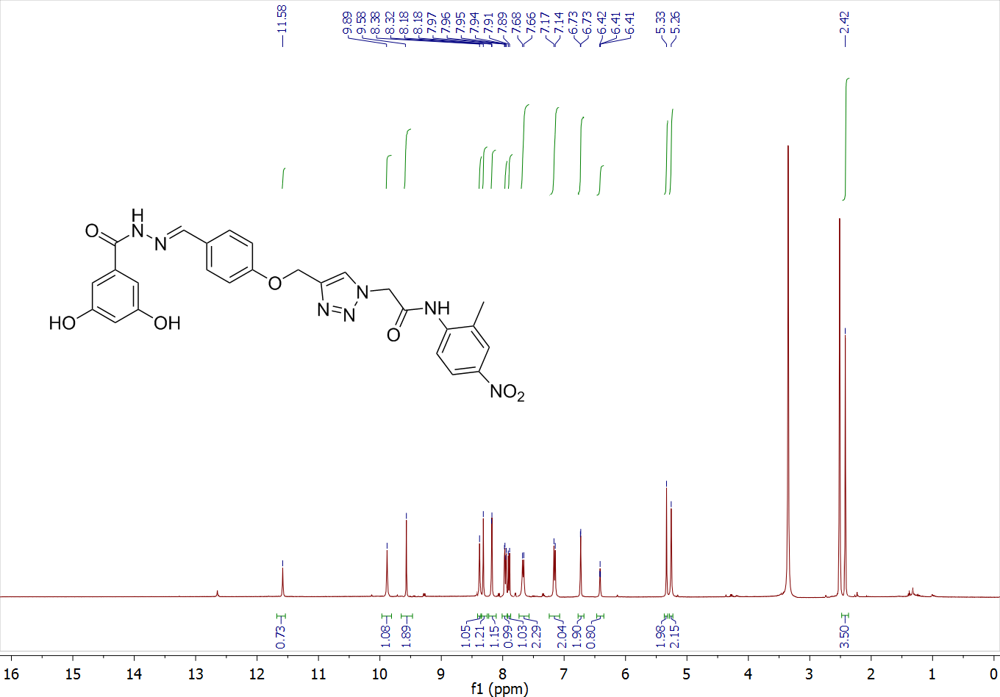 11.58
9.89
9.58
8.38
8.32
8.18
8.18
7.97
7.96
7.95
7.94
7.91
7.89
7.68
7.66
7.17
7.14
6.73
6.73
6.42
6.41
6.41
5.33
5.26
2.42
H
O
N
N
O
HO
OH
N
N
N
NH
O
NO2
0.73
1.08
1.89
1.05
1.21
1.15
0.99
1.03
2.29
2.04
1.90
0.80
1.98
2.15
3.50
16 15 14 13 12 11 10 9 8 7 6 5 4 3 2 1 0
f1 (ppm)